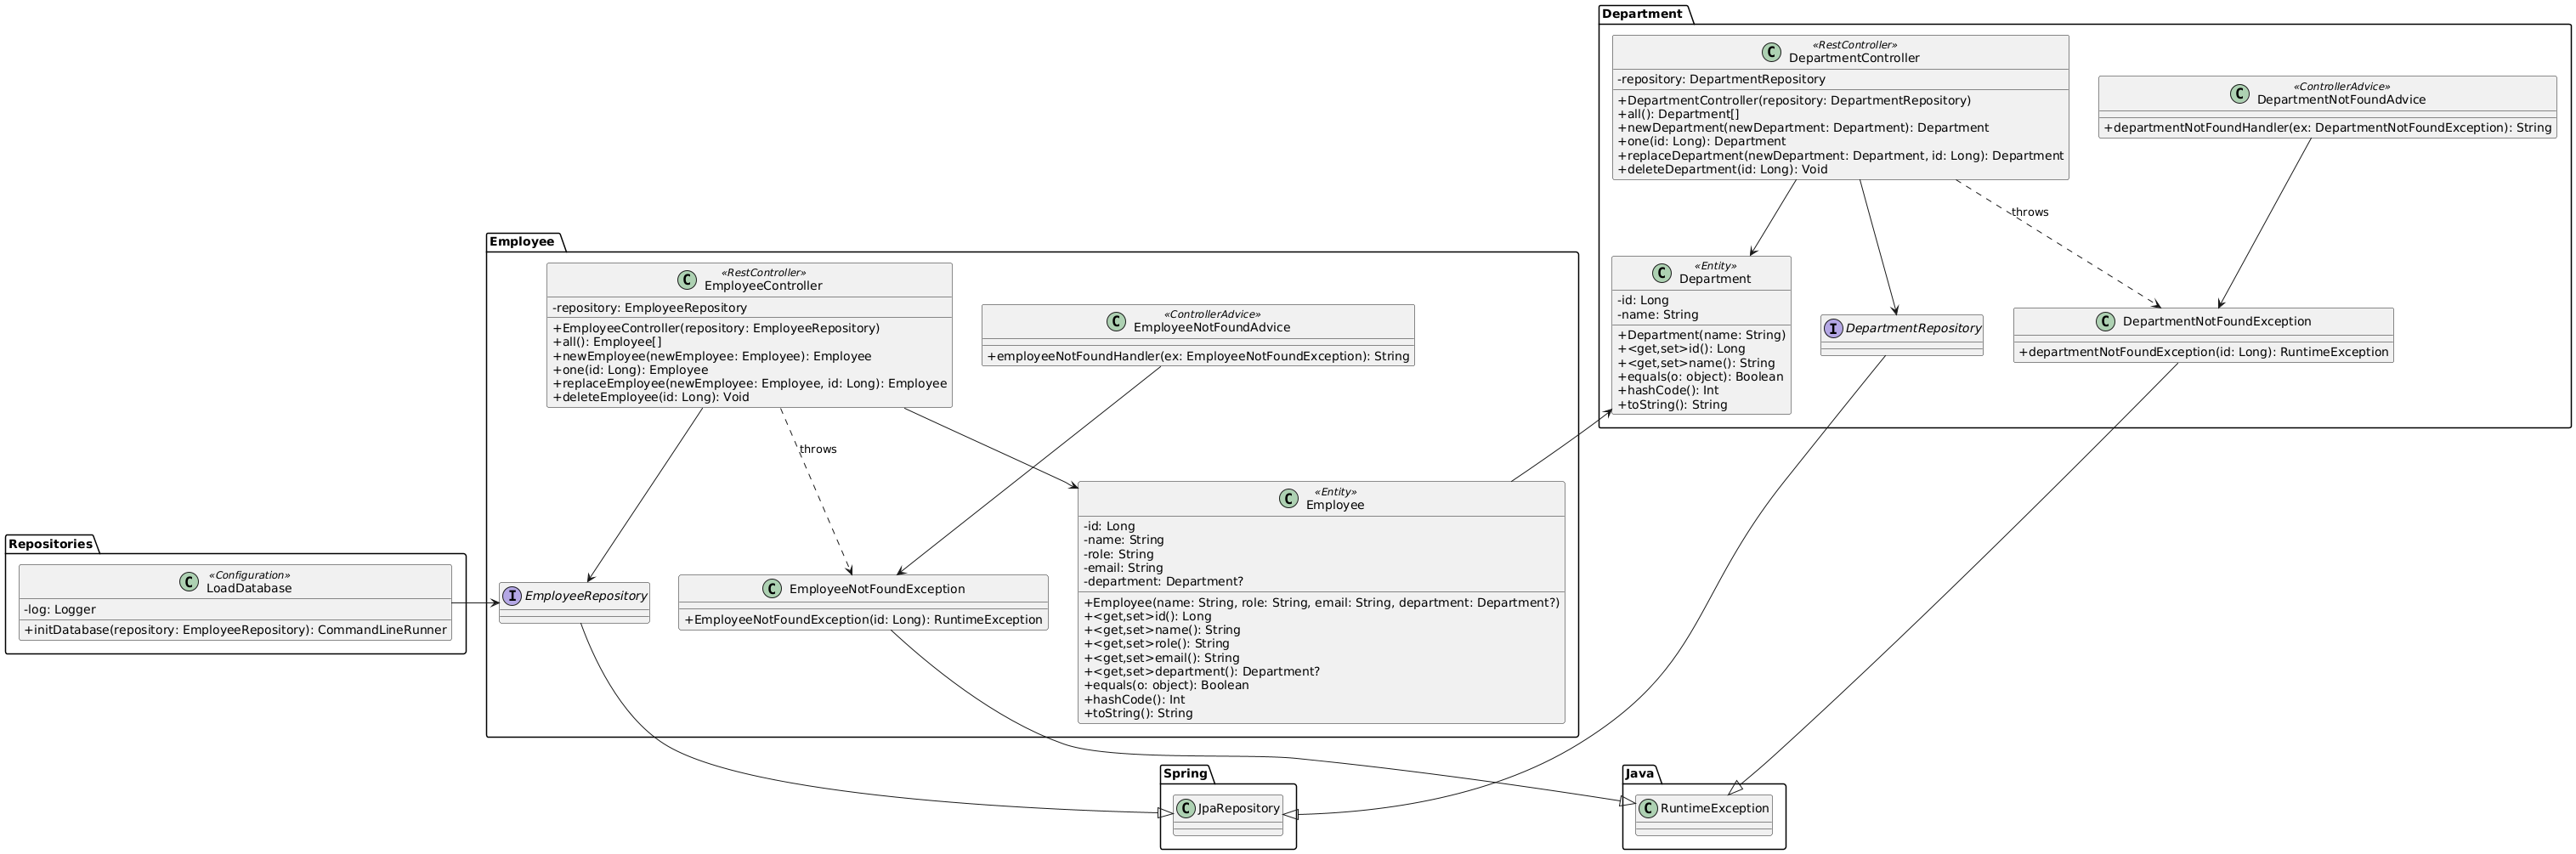 Department
C
«RestController»
DepartmentController
-repository: DepartmentRepository
+DepartmentController(repository: DepartmentRepository)
+all(): Department[]
+newDepartment(newDepartment: Department): Department
+one(id: Long): Department
+replaceDepartment(newDepartment: Department, id: Long): Department
+deleteDepartment(id: Long): Void
C
«ControllerAdvice»
DepartmentNotFoundAdvice
+departmentNotFoundHandler(ex: DepartmentNotFoundException): String
throws
C
«Entity»
Department
-id: Long
-name: String
+Department(name: String)
+<get,set>id(): Long
+<get,set>name(): String
+equals(o: object): Boolean
+hashCode(): Int
+toString(): String
I
DepartmentRepository
C
DepartmentNotFoundException
+departmentNotFoundException(id: Long): RuntimeException
Employee
C
«RestController»
EmployeeController
-repository: EmployeeRepository
+EmployeeController(repository: EmployeeRepository)
+all(): Employee[]
+newEmployee(newEmployee: Employee): Employee
+one(id: Long): Employee
+replaceEmployee(newEmployee: Employee, id: Long): Employee
+deleteEmployee(id: Long): Void
C
«ControllerAdvice»
EmployeeNotFoundAdvice
+employeeNotFoundHandler(ex: EmployeeNotFoundException): String
throws
I
EmployeeRepository
C
EmployeeNotFoundException
+EmployeeNotFoundException(id: Long): RuntimeException
C
«Entity»
Employee
-id: Long
-name: String
-role: String
-email: String
-department: Department?
+Employee(name: String, role: String, email: String, department: Department?)
+<get,set>id(): Long
+<get,set>name(): String
+<get,set>role(): String
+<get,set>email(): String
+<get,set>department(): Department?
+equals(o: object): Boolean
+hashCode(): Int
+toString(): String
Repositories
C
«Configuration»
LoadDatabase
-log: Logger
+initDatabase(repository: EmployeeRepository): CommandLineRunner
Spring
C
JpaRepository
Java
C
RuntimeException